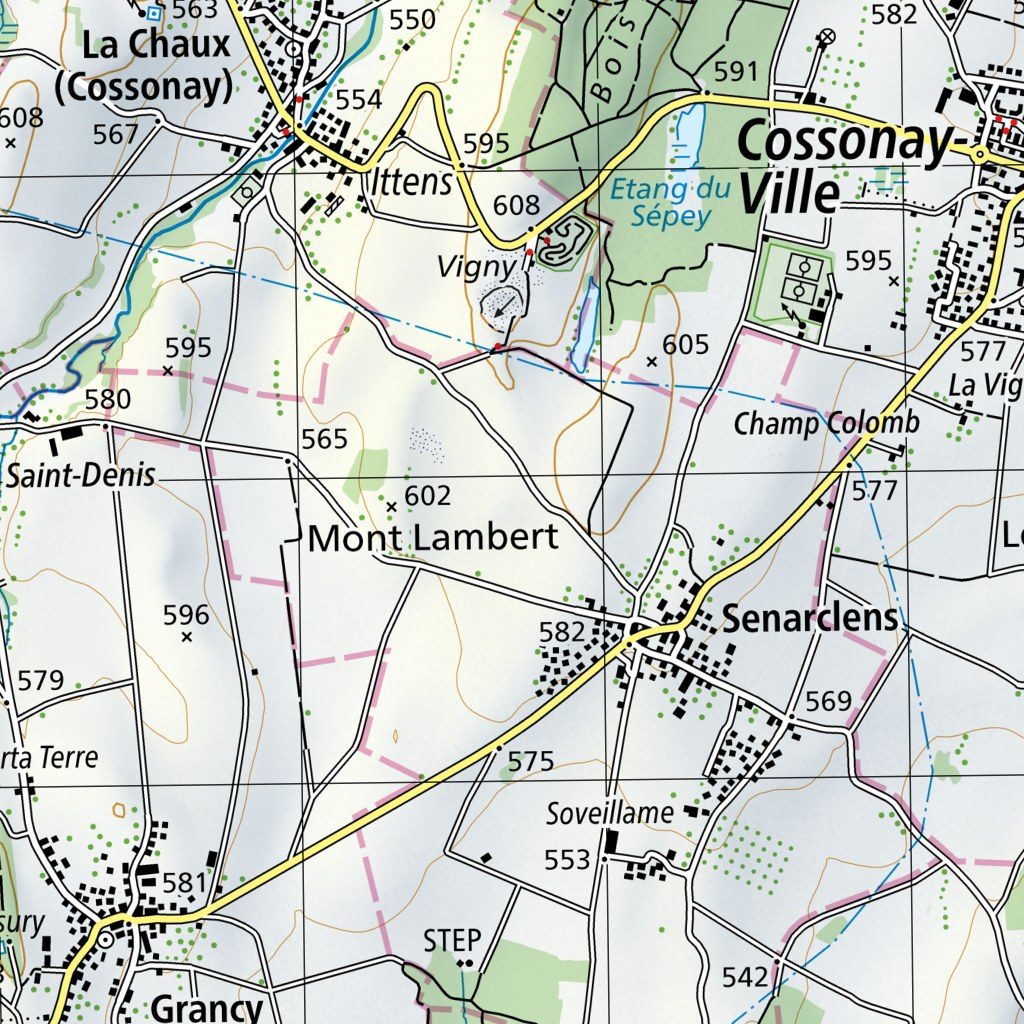 563
550
582
La Chaux
(Cossonay)
BOIS
591
608
567
554
595
Cossonay-
Ville
Ittens
Etang du
Sépey
608
Vigny
595
595
605
577
580
La Vig
Champ Colomb
565
Saint-Denis
602
577
Mont Lambert
596
582
Senarclens
579
569
rta Terre
575
Soveillame
553
581
sury
STEP
542
Grancy